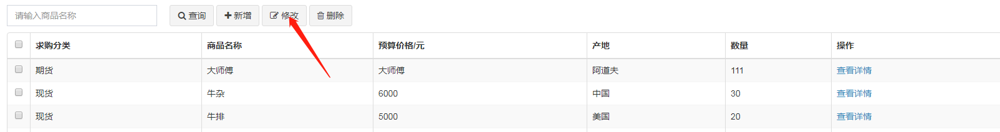 请输入商品名称 查询 新增 修改 删除
求购分类 商品名称 预算价格/元 产地 数量 操作
期货 大师傅 大师傅 阿道夫 111 查看详情
现货 牛杂 6000 中国 30 查看详情
现货 牛排 5000 美国 20 查看详情